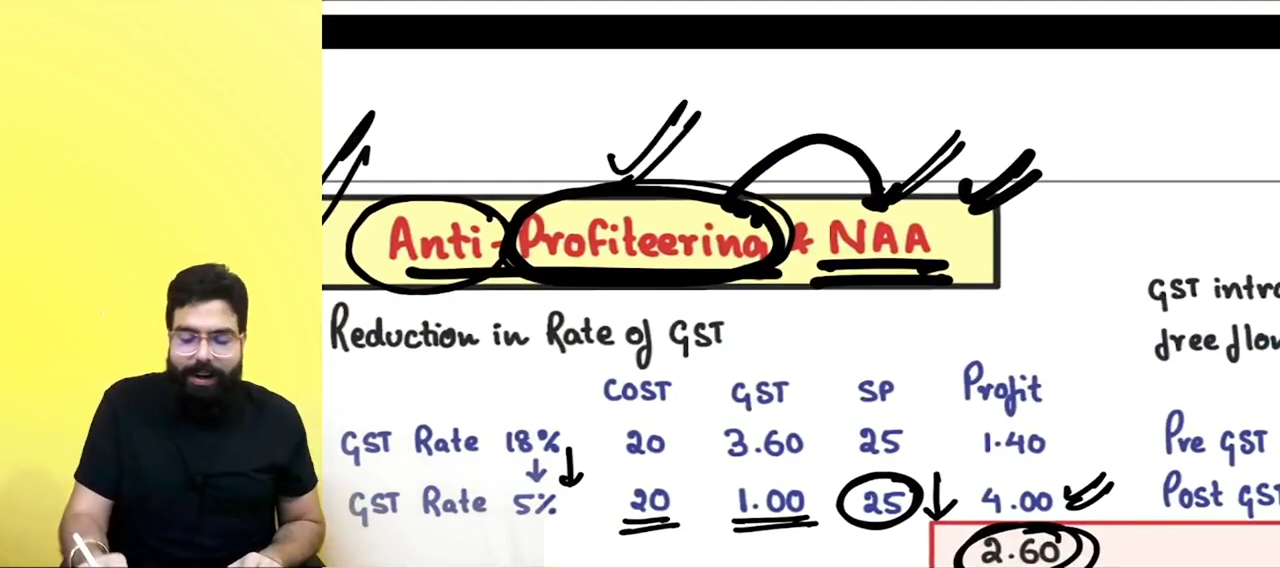 Anti-Profiteering & NAA
Reduction in Rate of GST
COST GST SP Profit
GST Rate 18% 20 3.60 25 1.40
GST Rate 5% 20 1.00 25 4.00
2.60
GST
free
Pre GST
Post GST